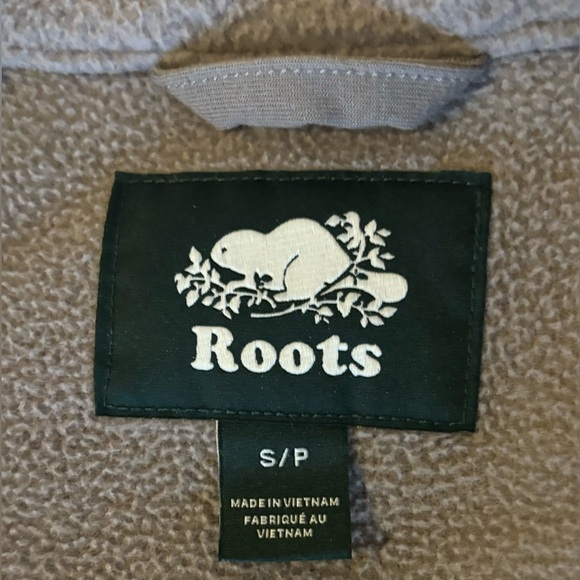 Roots
S/P
MADE IN VIETNAM
FABRIQUÉ AU
VIETNAM